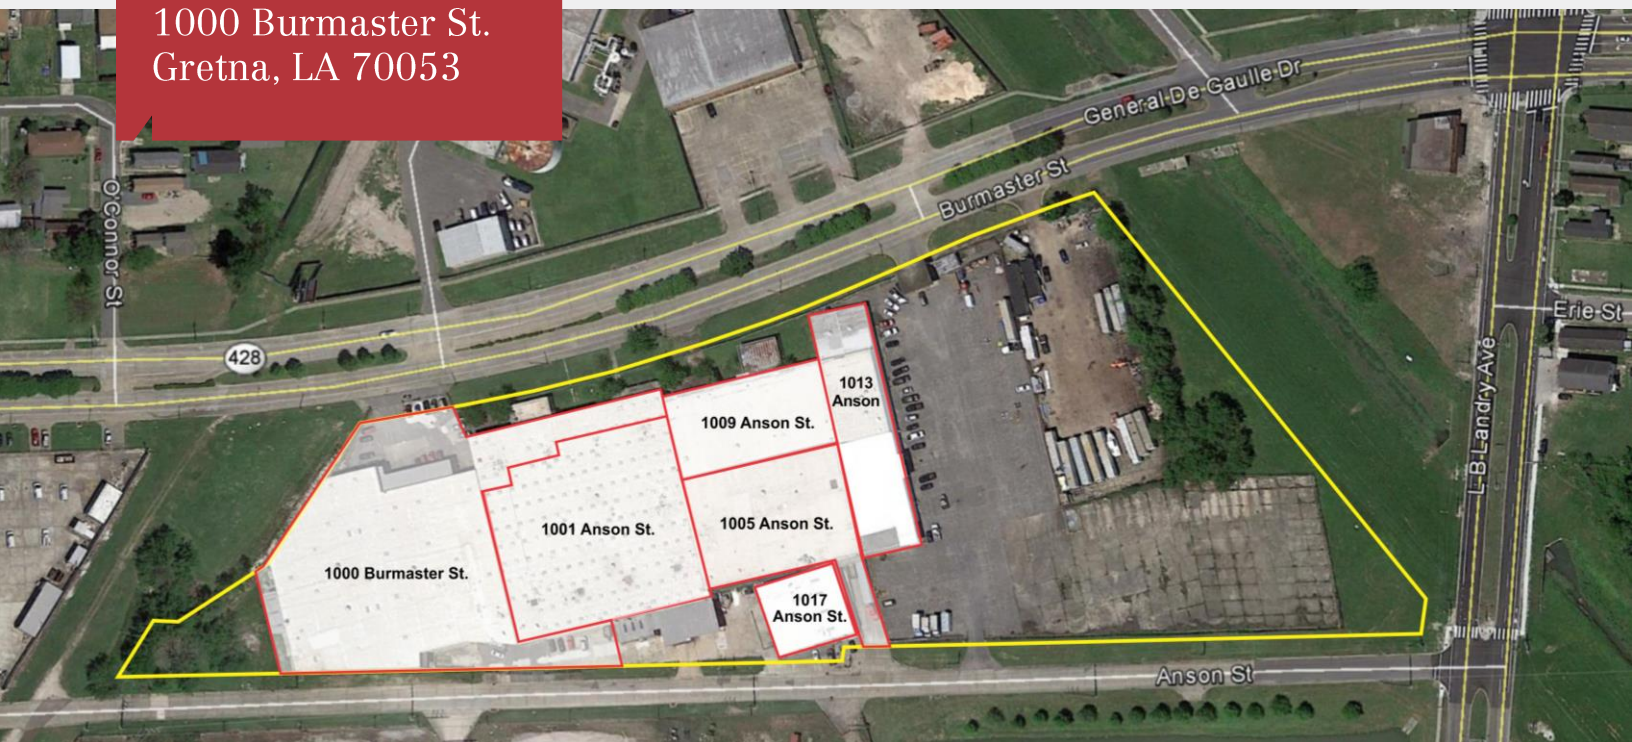 1000 Burmaster St.
Gretna, LA 70053
General De Gaulle Dr
Burmaster St
O'Connor St
Erie St
428
L B Landry Ave
1013
Anson
1009 Anson St.
1005 Anson St.
1001 Anson St.
1000 Burmaster St.
1017
Anson St.
Anson St